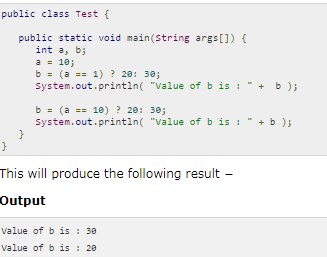 public class Test {
public static void main(String args[]) {
int a, b;
a = 10;
b = (a == 1) ? 20: 30;
System.out.println( "Value of b is : " + b );
b = (a == 10) ? 20: 30;
System.out.println( "Value of b is : " + b );
}
}
This will produce the following result −
Output
Value of b is : 30
Value of b is : 20